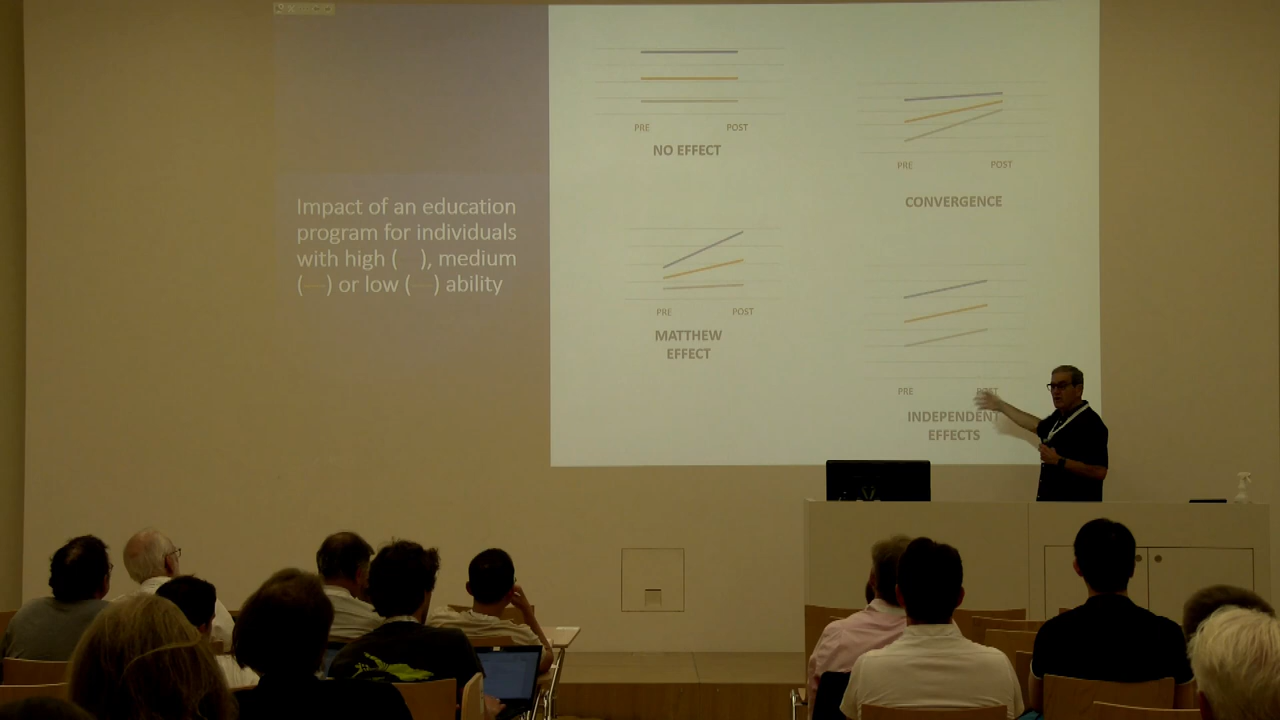 Impact of an education
program for individuals
with high ( ), medium
(—) or low (—) ability
PRE POST
NO EFFECT
PRE POST
CONVERGENCE
PRE POST
MATTHEW
EFFECT
PRE POST
INDEPENDENT
EFFECTS